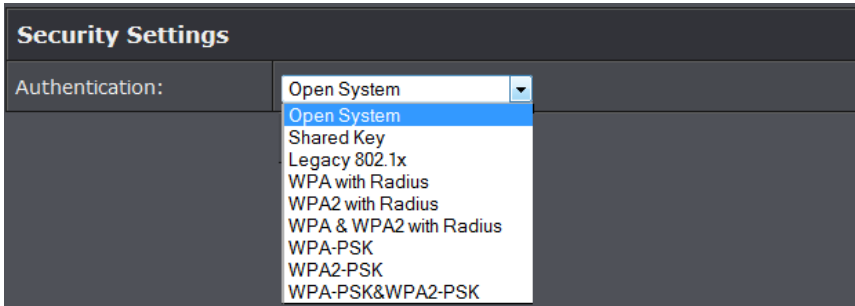 Security Settings
Authentication:
Open System
Open System
Shared Key
Legacy 802.1x
WPA with Radius
WPA2 with Radius
WPA & WPA2 with Radius
WPA-PSK
WPA2-PSK
WPA-PSK&WPA2-PSK